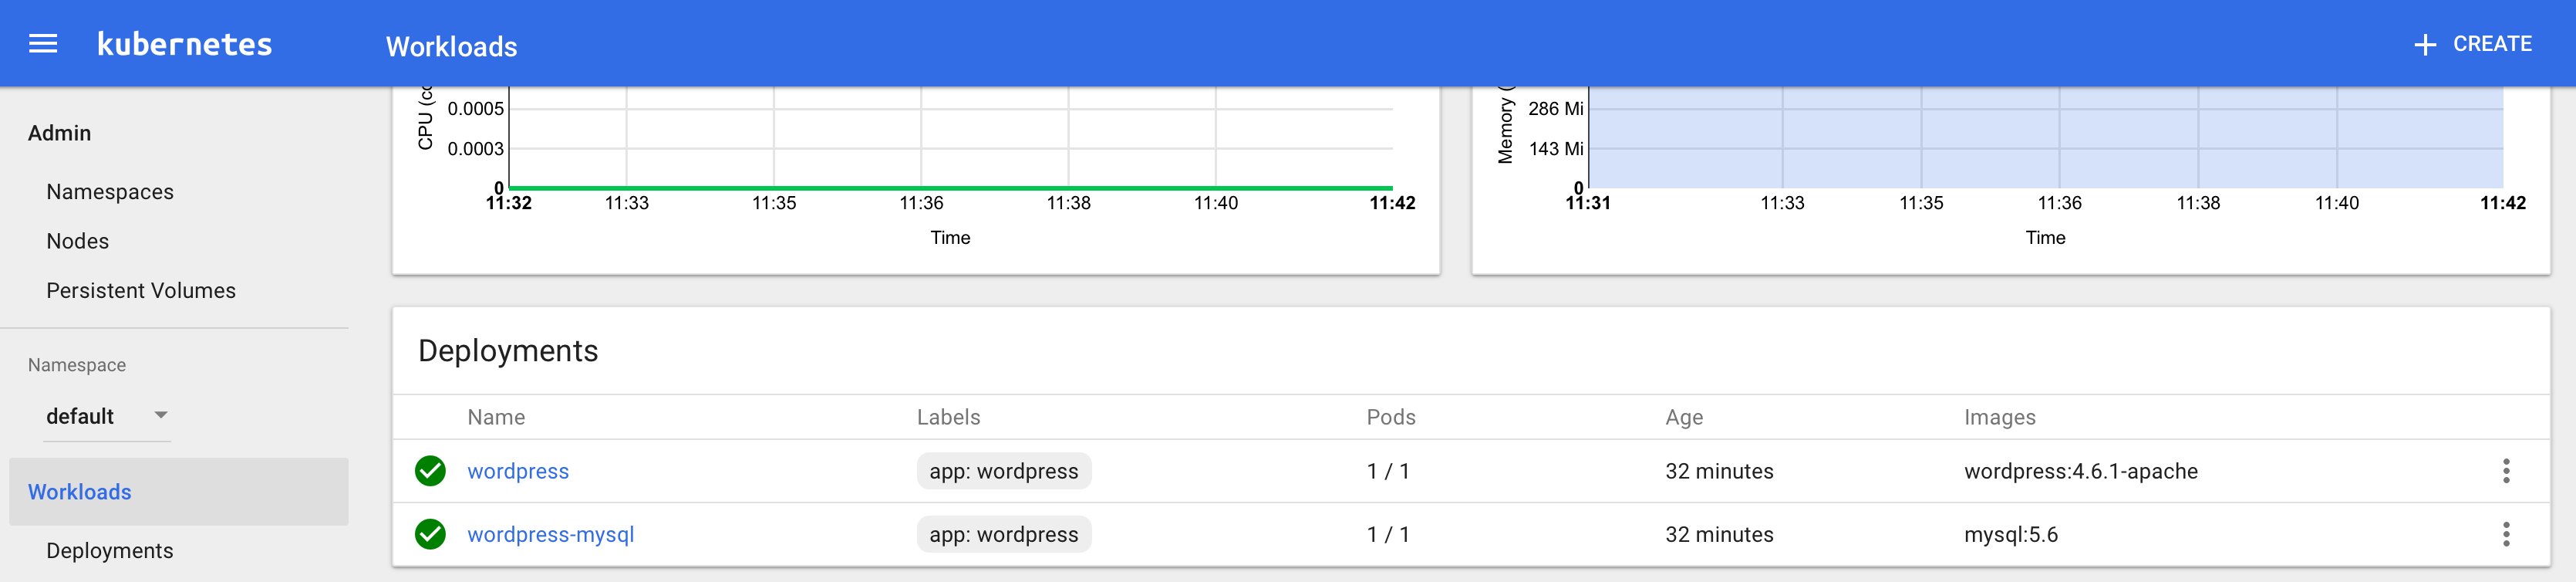 kubernetes
Workloads
CREATE
Admin
Namespaces
Nodes
Persistent Volumes
Namespace
default
Workloads
Deployments
CPU
0.0005
0.0003
0
11:32 11:33 11:35 11:36 11:38 11:40 11:42
Time
Memory
286 Mi
143 Mi
0
11:31 11:33 11:35 11:36 11:38 11:40 11:42
Time
Deployments
Name Labels Pods Age Images
wordpress app: wordpress 1 / 1 32 minutes wordpress:4.6.1-apache
wordpress-mysql app: wordpress 1 / 1 32 minutes mysql:5.6